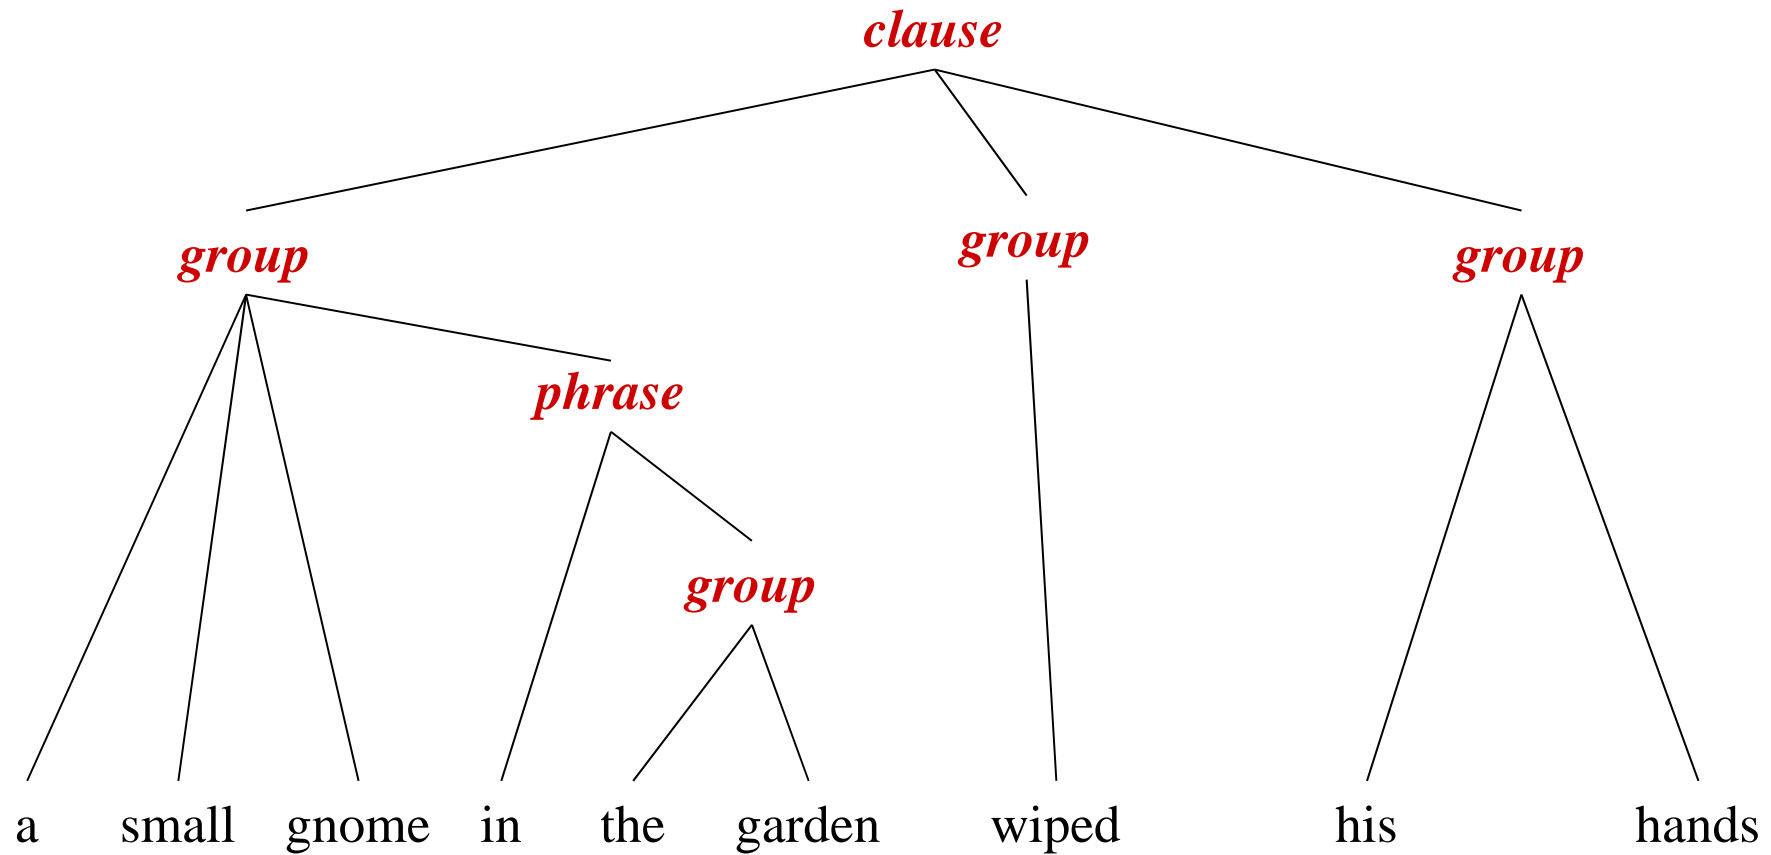 clause
group group group
phrase
group
a small gnome in the garden wiped his hands